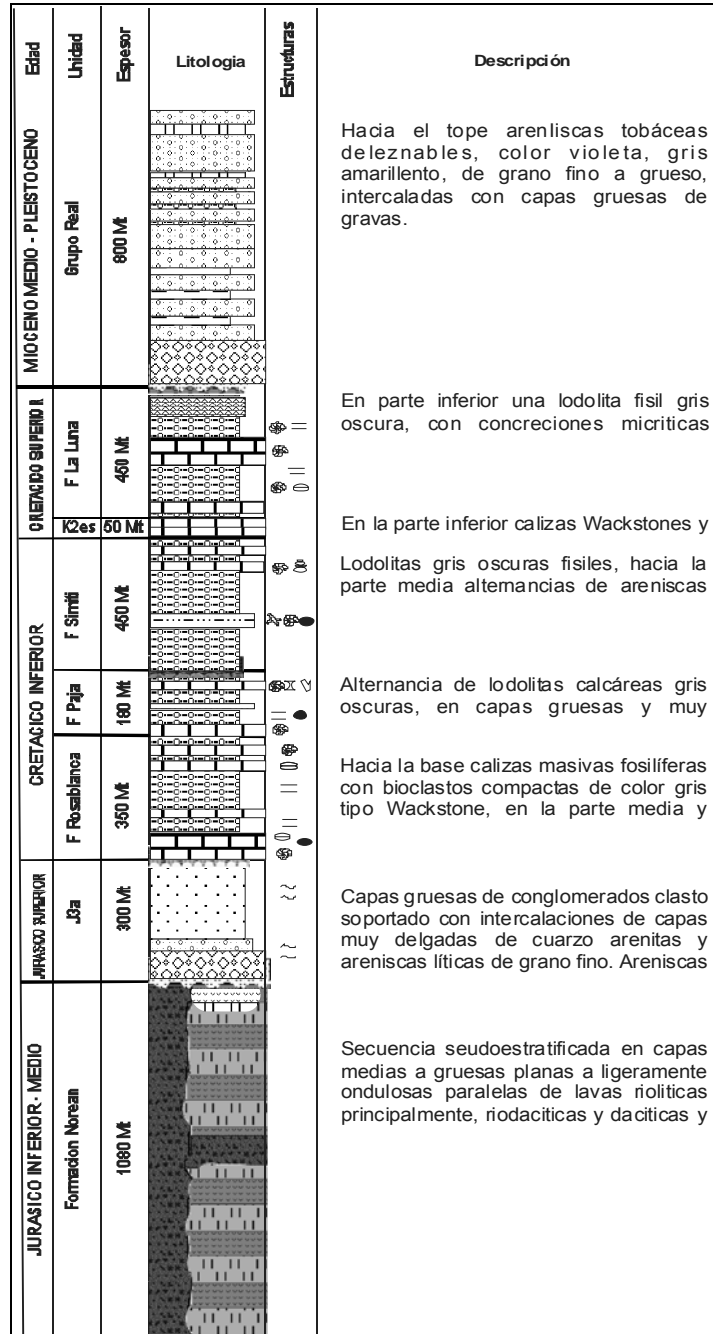 Edad
Unidad
Espesor
Litologia
Estructuras
Descripción
MIOCENO MEDIO - PLEISTOCENO
Grupo Real
800 Mt
Hacia el tope arenliscas tobáceas
deleznables, color violeta, gris
amarillento, de grano fino a grueso,
intercaladas con capas gruesas de
gravas.
CRETACICO SUPERIOR
F La Luna
450 Mt
En parte inferior una lodolita fisil gris
oscura, con concreciones micriticas
K2es
50 Mt
En la parte inferior calizas Wackstones y
CRETACICO INFERIOR
F Simiti
450 Mt
Lodolitas gris oscuras fisiles, hacia la
parte media alternancias de areniscas
F Paja
180 Mt
Alternancia de lodolitas calcáreas gris
oscuras, en capas gruesas y muy
F Rosablanca
350 Mt
Hacia la base calizas masivas fosilíferas
con bioclastos compactas de color gris
tipo Wackstone, en la parte media y
JURASICO SUPERIOR
J3a
300 Mt
Capas gruesas de conglomerados clasto
soportado con intercalaciones de capas
muy delgadas de cuarzo arenitas y
areniscas líticas de grano fino. Areniscas
JURASICO INFERIOR - MEDIO
Formacion Norean
1080 Mt
Secuencia seudoestratificada en capas
medias a gruesas planas a ligeramente
ondulosas paralelas de lavas rioliticas
principalmente, riodaciticas y daciticas y